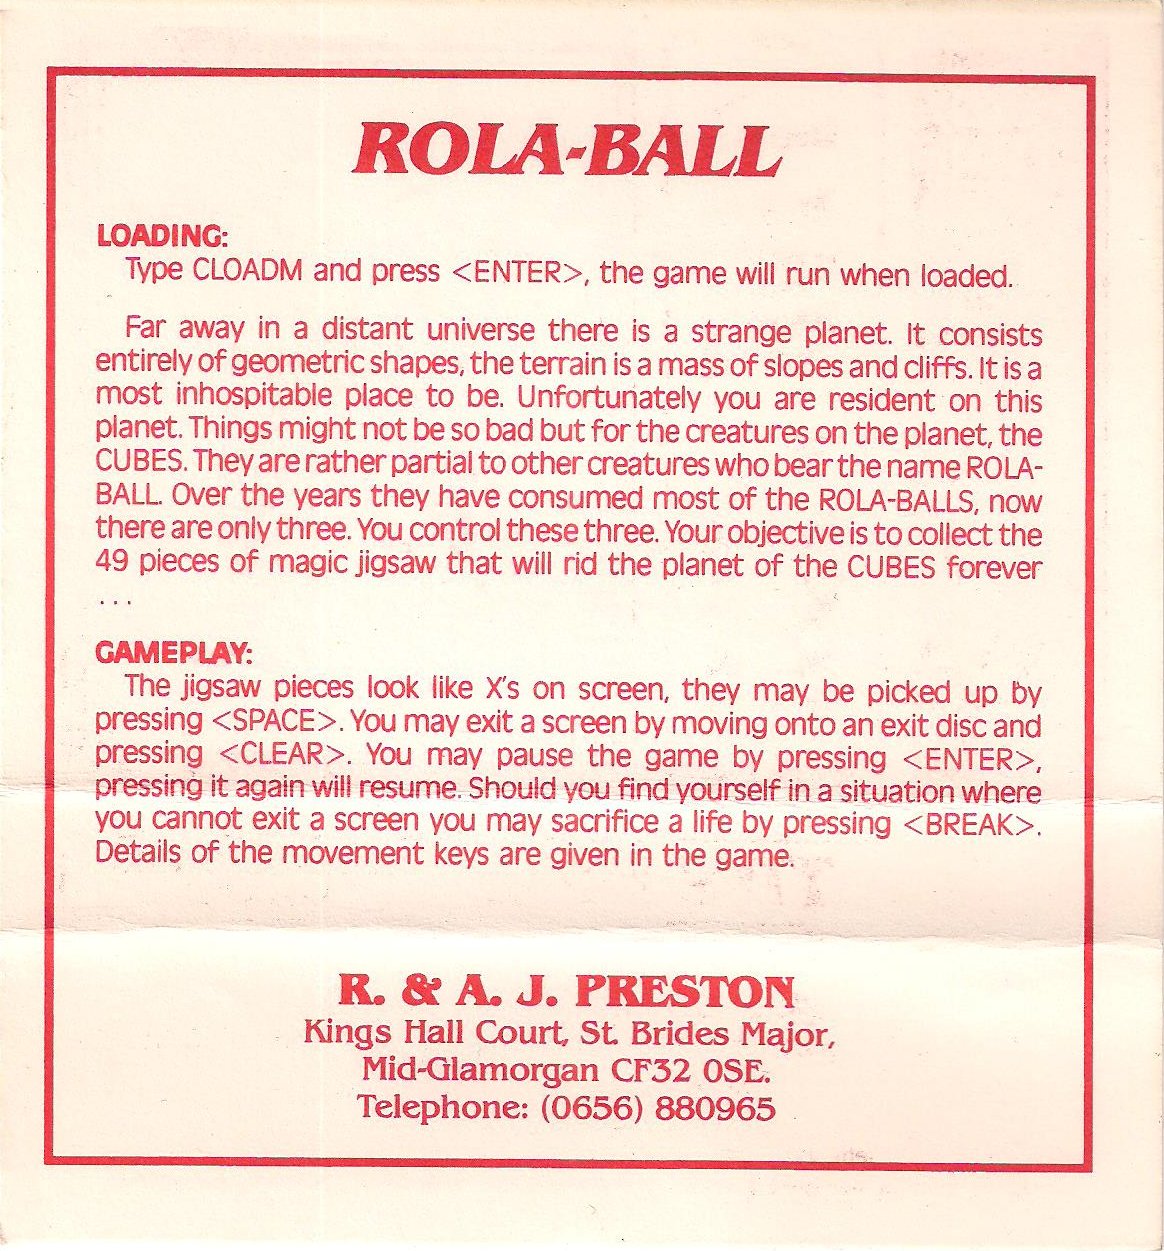 ROLA-BALL
LOADING:
Type CLOADM and press <ENTER>, the game will run when loaded.
Far away in a distant universe there is a strange planet. It consists
entirely of geometric shapes, the terrain is a mass of slopes and cliffs. It is a
most inhospitable place to be. Unfortunately you are resident on this
planet. Things might not be so bad but for the creatures on the planet, the
CUBES. They are rather partial to other creatures who bear the name ROLA-
BALL. Over the years they have consumed most of the ROLA-BALLS, now
there are only three. You control these three. Your objective is to collect the
49 pieces of magic jigsaw that will rid the planet of the CUBES forever
...
GAMEPLAY:
The jigsaw pieces look like X's on screen, they may be picked up by
pressing <SPACE>. You may exit a screen by moving onto an exit disc and
pressing <CLEAR>. You may pause the game by pressing <ENTER>,
pressing it again will resume. Should you find yourself in a situation where
you cannot exit a screen you may sacrifice a life by pressing <BREAK>.
Details of the movement keys are given in the game.
R. & A. J. PRESTON
Kings Hall Court, St. Brides Major,
Mid-Glamorgan CF32 0SE.
Telephone: (0656) 880965